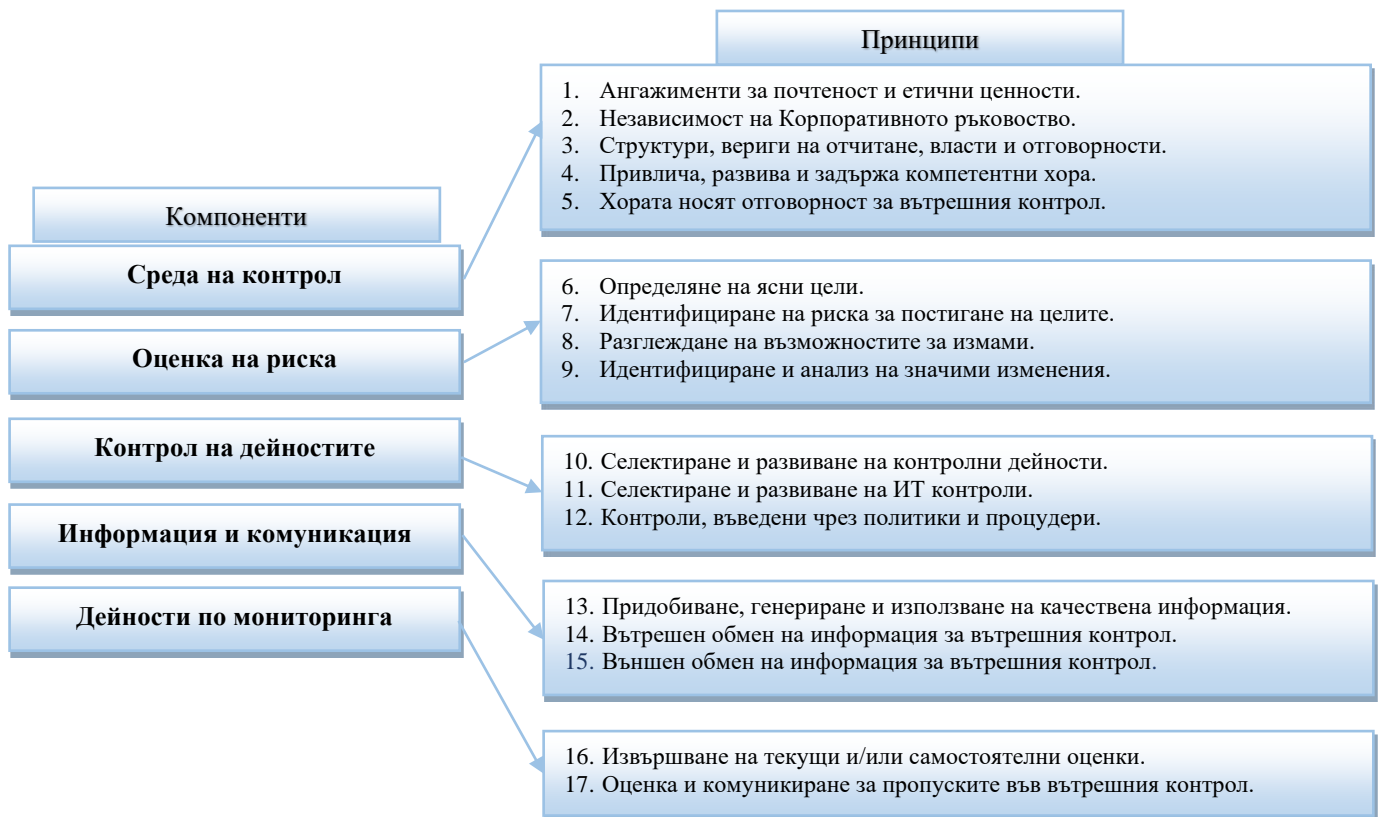 Принципи
1. Ангажименти за почтеност и етични ценности.
2. Независимост на Корпоративното ръковоство.
3. Структури, вериги на отчитане, власти и отговорности.
4. Привлича, развива и задържа компетентни хора.
5. Хората носят отговорност за вътрешния контрол.
Компоненти
Среда на контрол
Оценка на риска
Контрол на дейностите
Информация и комуникация
Дейности по мониторинга
6. Определяне на ясни цели.
7. Идентифициране на риска за постигане на целите.
8. Разглеждане на възможностите за измами.
9. Идентифициране и анализ на значими изменения.
10. Селектиране и развиване на контролни дейности.
11. Селектиране и развиване на ИТ контроли.
12. Контроли, въведени чрез политики и процудери.
13. Придобиване, генериране и използване на качествена информация.
14. Вътрешен обмен на информация за вътрешния контрол.
15. Външен обмен на информация за вътрешния контрол.
16. Извършване на текущи и/или самостоятелни оценки.
17. Оценка и комуникиране за пропуските във вътрешния контрол.